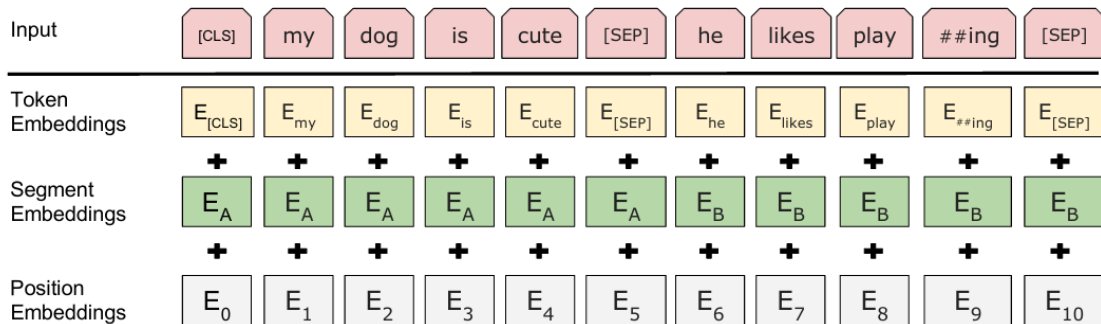 Input [CLS] my dog is cute [SEP] he likes play ##ing [SEP]
Token Embeddings E[CLS] Emy Edog Eis Ecute E[SEP] Ehe Elikes Eplay E##ing E[SEP]
+ + + + + + + + + + +
Segment Embeddings EA EA EA EA EA EA EB EB EB EB EB
+ + + + + + + + + + +
Position Embeddings E0 E1 E2 E3 E4 E5 E6 E7 E8 E9 E10